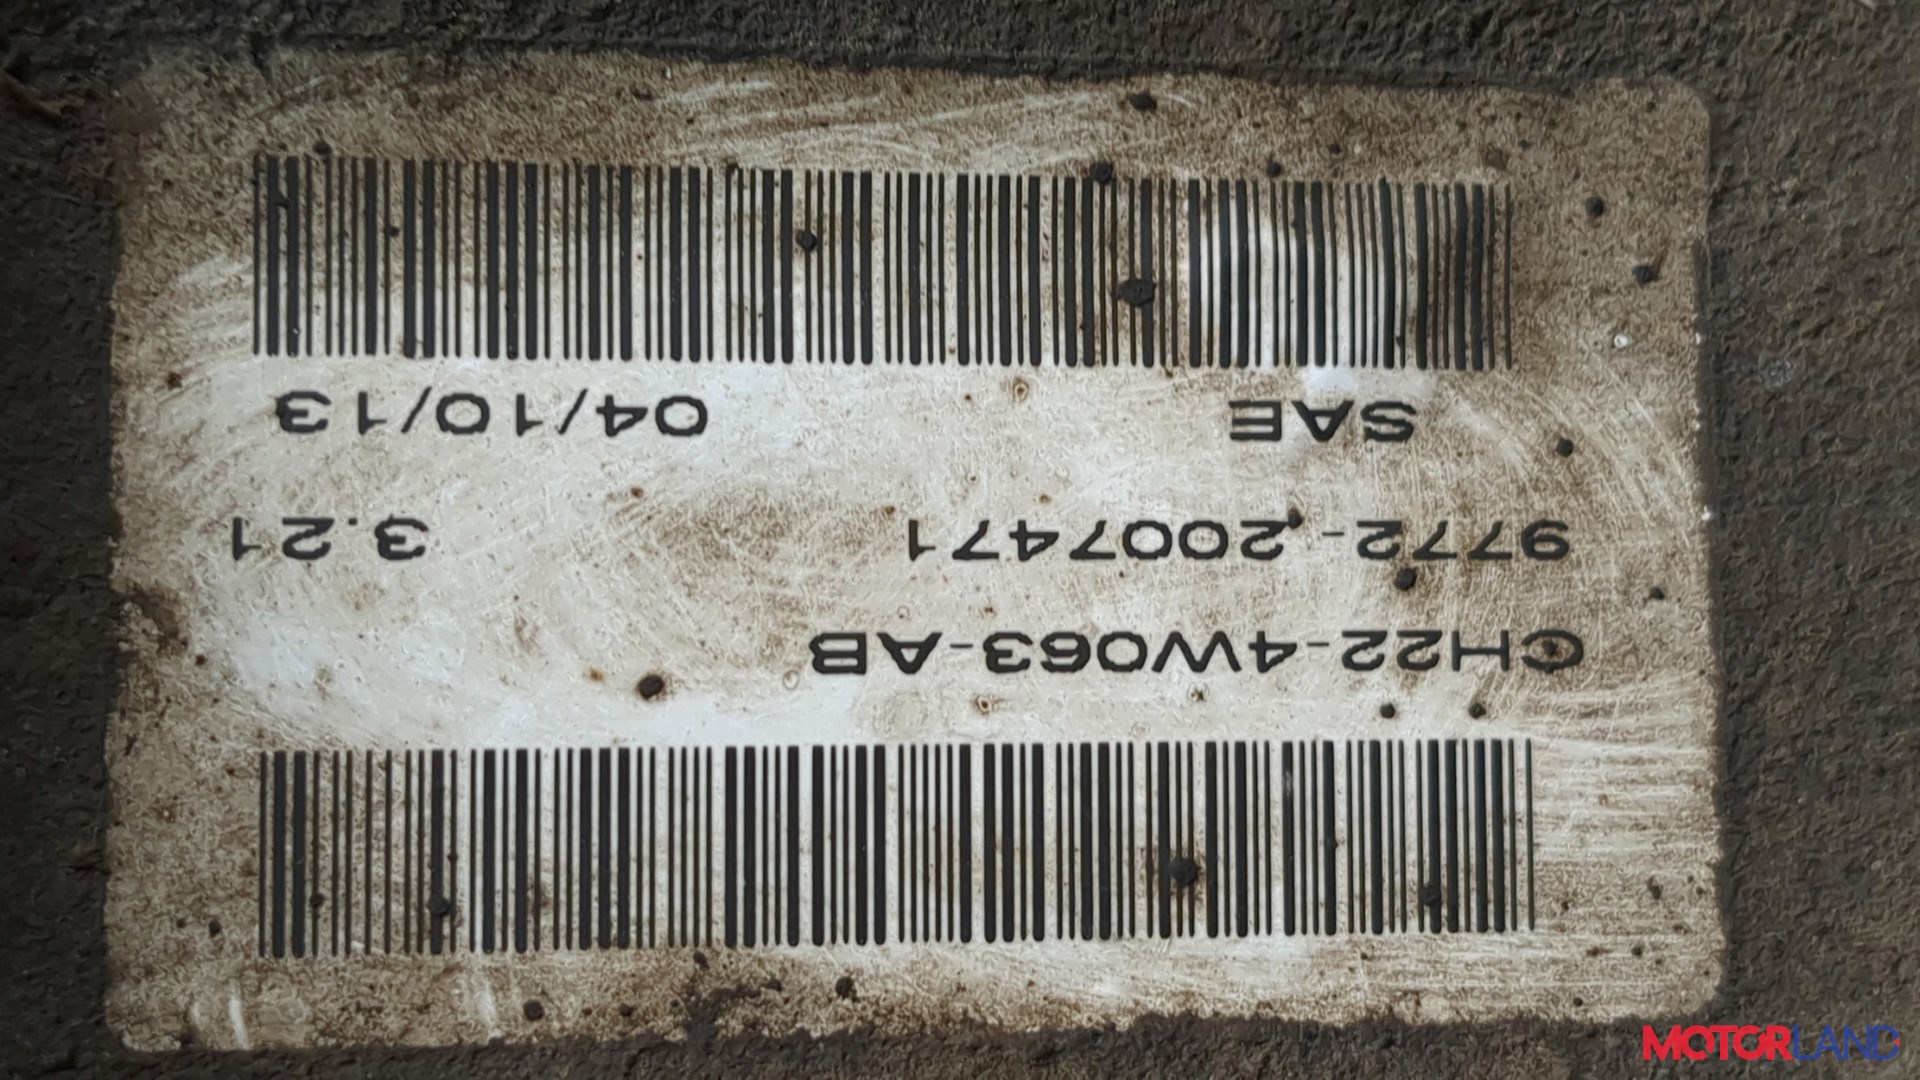 CH22-4W063-AB
9772-2007471 3.21
SAE 04/10/13
MOTORLAND